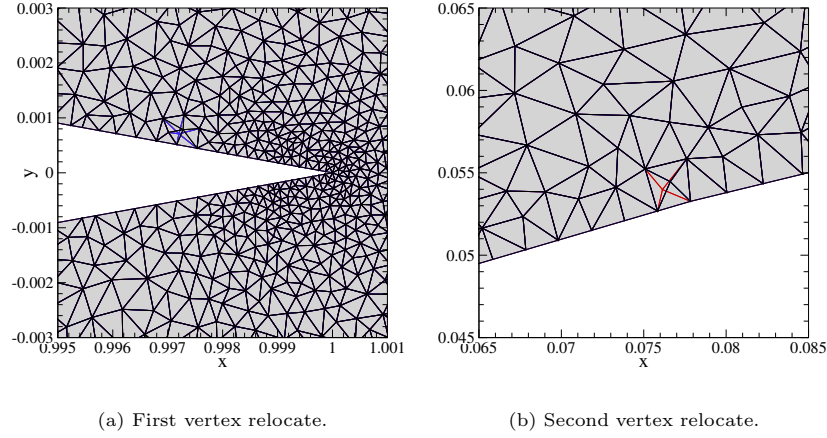 0.003
0.002
0.001
0
-0.001
-0.002
-0.003
y
0.995 0.996 0.997 0.998 0.999 1 1.001
x
0.065
0.06
0.055
0.05
0.045
0.065 0.07 0.075 0.08 0.085
x
(a) First vertex relocate.
(b) Second vertex relocate.